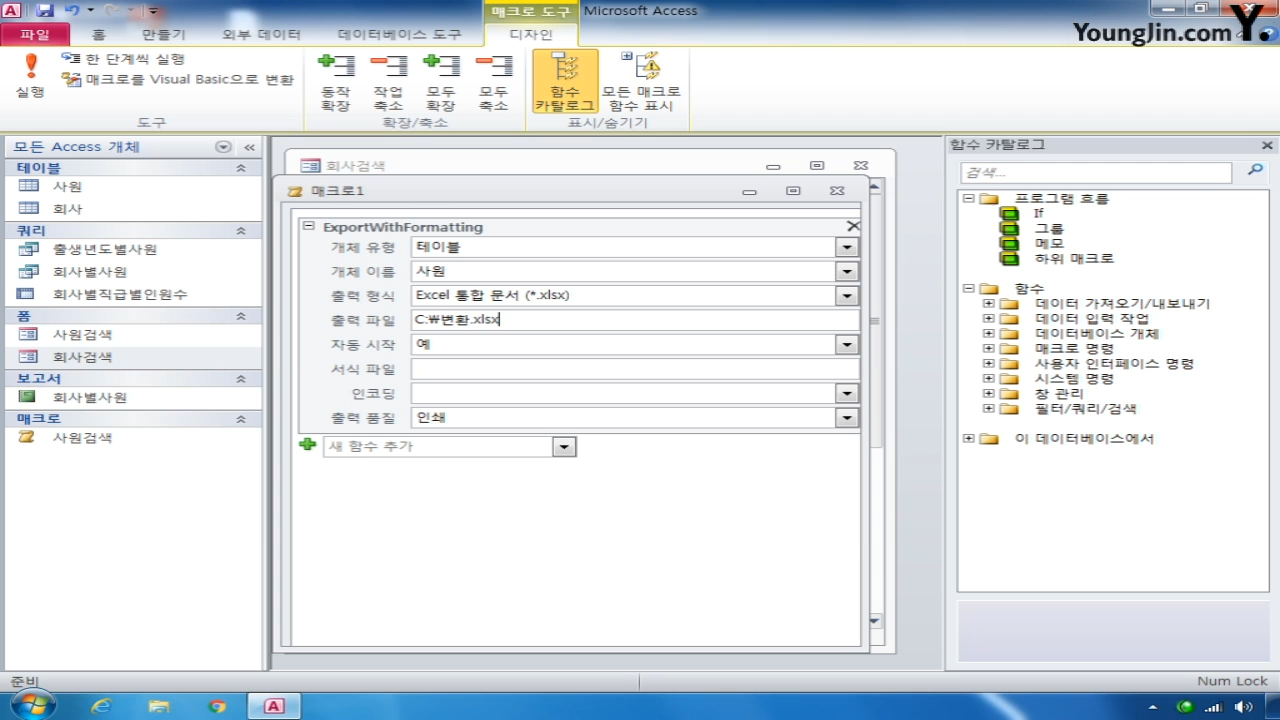 매크로 도구 Microsoft Access
YoungJin.com Y.
파일 홈 만들기 외부 데이터 데이터베이스 도구 디자인
실행
한 단계씩 실행
매크로를 Visual Basic으로 변환
도구
동작 확장
작업 축소
모두 확장
모두 축소
확장/축소
함수 카탈로그
모든 매크로 함수 표시
표시/숨기기
모든 Access 개체
테이블
사원
회사
쿼리
출생년도별사원
회사별사원
회사별직급별인원수
폼
사원검색
회사검색
보고서
회사별사원
매크로
사원검색
회사검색
매크로1
ExportWithFormatting
개체 유형 테이블
개체 이름 사원
출력 형식 Excel 통합 문서 (*.xlsx)
출력 파일 C:₩변환.xlsx
자동 시작 예
서식 파일
인코딩
출력 품질 인쇄
새 함수 추가
함수 카탈로그
검색...
프로그램 흐름
If
그룹
메모
하위 매크로
함수
데이터 가져오기/내보내기
데이터 입력 작업
데이터베이스 개체
매크로 명령
사용자 인터페이스 명령
시스템 명령
창 관리
필터/쿼리/검색
이 데이터베이스에서
준비
Num Lock